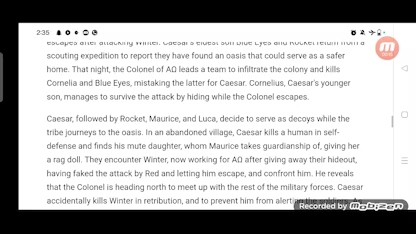 2:35
escapes after attacking Winter. Caesar's eldest son Blue Eyes and Rocket return from a
scouting expedition to report they have found an oasis that could serve as a safer
home. That night, the Colonel of AΩ leads a team to infiltrate the colony and kills
Cornelia and Blue Eyes, mistaking the latter for Caesar. Cornelius, Caesar's younger
son, manages to survive the attack by hiding while the Colonel escapes.
Caesar, followed by Rocket, Maurice, and Luca, decide to serve as decoys while the
tribe journeys to the oasis. In an abandoned village, Caesar kills a human in self-
defense and finds his mute daughter, whom Maurice takes guardianship of, giving her
a rag doll. They encounter Winter, now working for AΩ after giving away their hideout,
having faked the attack by Red and letting him escape, and confront him. He reveals
that the Colonel is heading north to meet up with the rest of the military forces. Caesar
accidentally kills Winter in retribution, and to prevent him from alerting the soldiers. As
Recorded by Mobizen